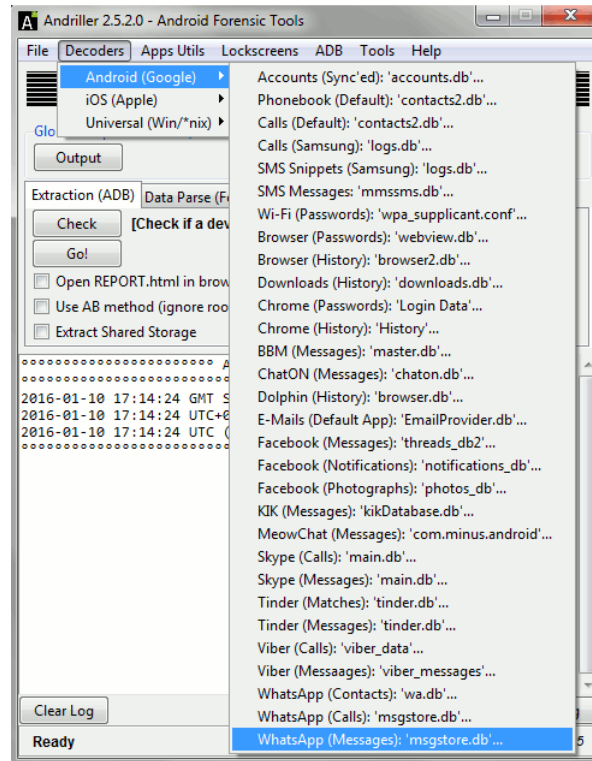 Andriller 2.5.2.0 - Android Forensic Tools
File Decoders Apps Utils Lockscreens ADB Tools Help
Android (Google)
iOS (Apple)
Universal (Win/*nix)
Output
Extraction (ADB) Data Parse
Check [Check if a
Go!
Open REPORT.html in
Use AB method (ignore
Extract Shared Storage
2016-01-10 17:14:24 GMT
2016-01-10 17:14:24
2016-01-10 17:14:24 UTC
Clear Log
Ready
Accounts (Sync'ed): 'accounts.db'...
Phonebook (Default): 'contacts2.db'...
Calls (Default): 'contacts2.db'...
Calls (Samsung): 'logs.db'...
SMS Snippets (Samsung): 'logs.db'...
SMS Messages: 'mmssms.db'...
Wi-Fi (Passwords): 'wpa_supplicant.conf'...
Browser (Passwords): 'webview.db'...
Browser (History): 'browser2.db'...
Downloads (History): 'downloads.db'...
Chrome (Passwords): 'Login Data'...
Chrome (History): 'History'...
BBM (Messages): 'master.db'...
ChatON (Messages): 'chaton.db'...
Dolphin (History): 'browser.db'...
E-Mails (Default App): 'EmailProvider.db'...
Facebook (Messages): 'threads_db2'...
Facebook (Notifications): 'notifications_db'...
Facebook (Photographs): 'photos_db'...
KIK (Messages): 'kikDatabase.db'...
MeowChat (Messages): 'com.minus.android'...
Skype (Calls): 'main.db'...
Skype (Messages): 'main.db'...
Tinder (Matches): 'tinder.db'...
Tinder (Messages): 'tinder.db'...
Viber (Calls): 'viber_data'...
Viber (Messaages): 'viber_messages'...
WhatsApp (Contacts): 'wa.db'...
WhatsApp (Calls): 'msgstore.db'...
WhatsApp (Messages): 'msgstore.db'...